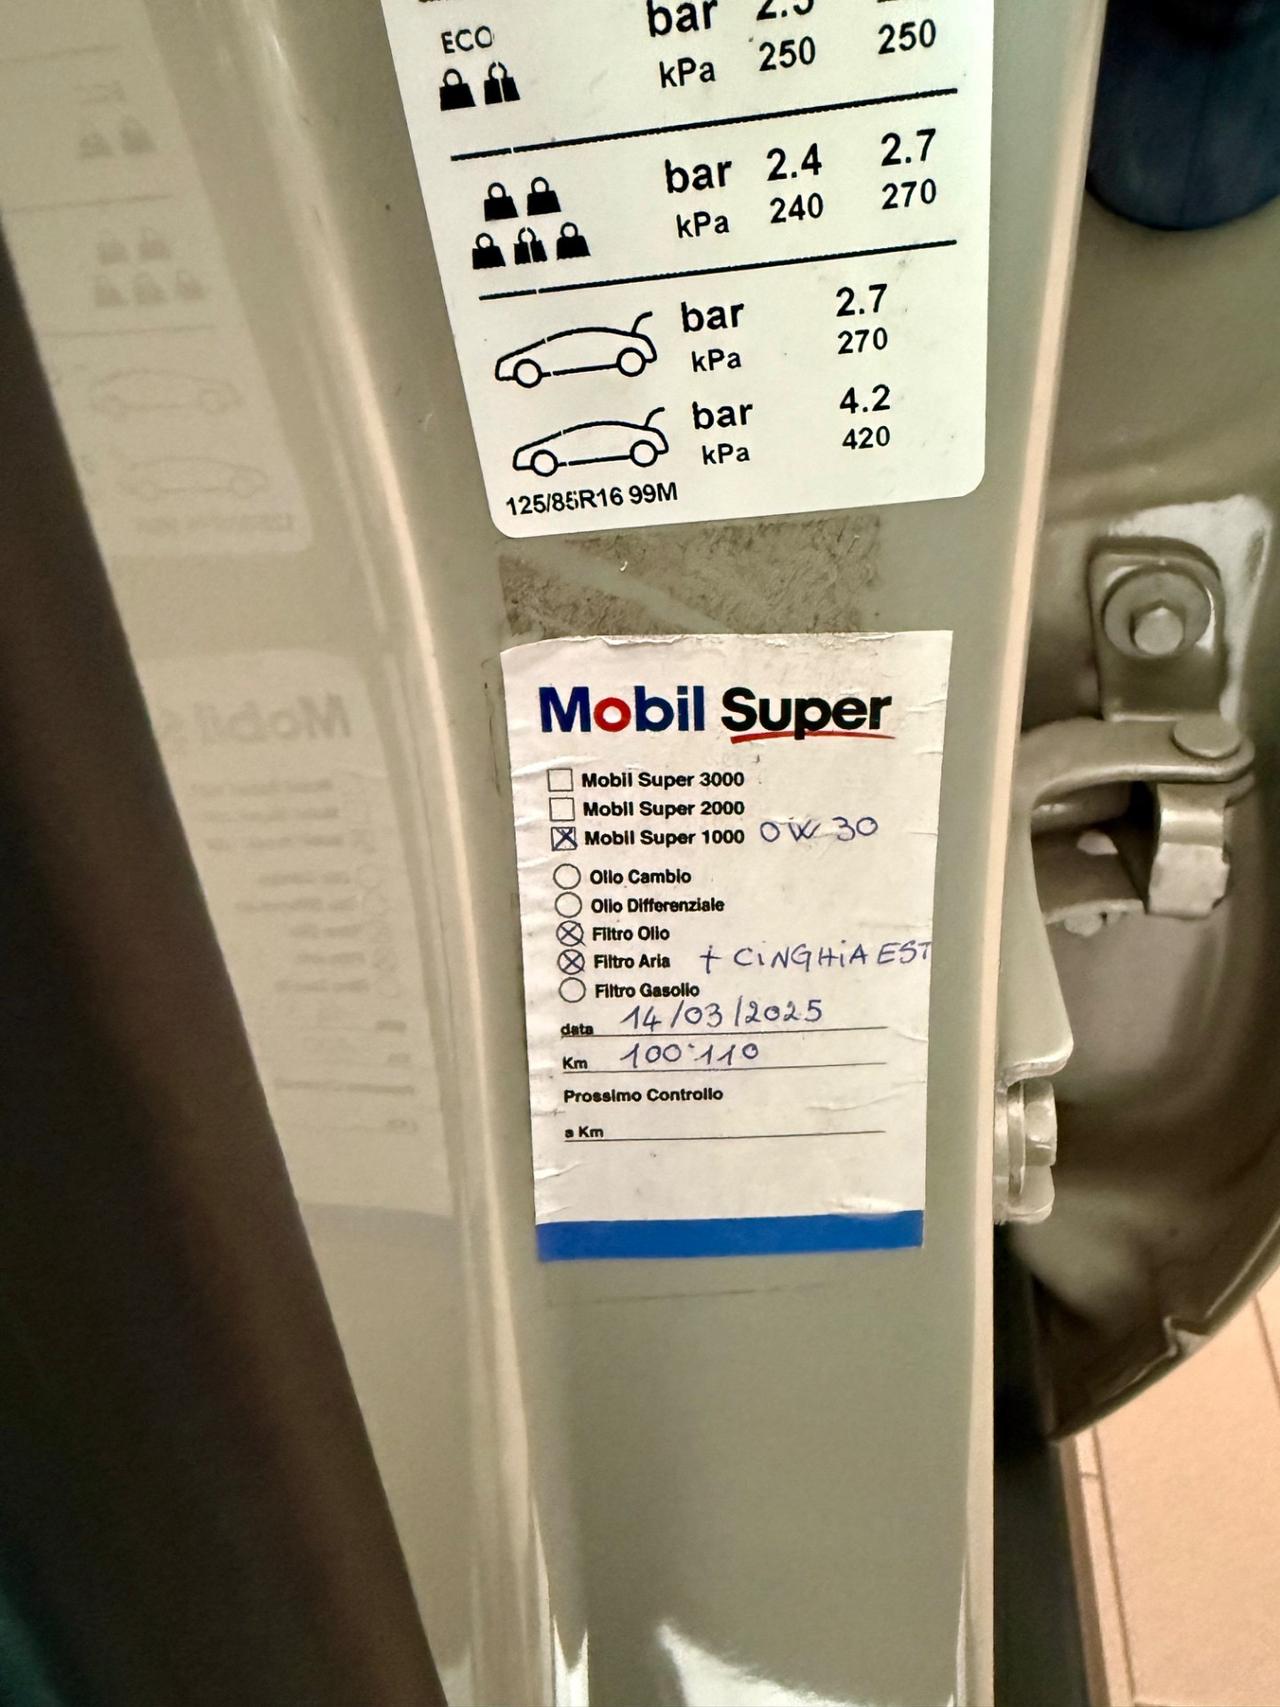 ECO
bar
kPa 250 250
bar 2.4 2.7
kPa 240 270
bar 2.7
kPa 270
bar 4.2
kPa 420
125/85R16 99M
Mobil Super
Mobil Super 3000
Mobil Super 2000
Mobil Super 1000 0W 30
Olio Cambio
Olio Differenziale
Filtro Olio
Filtro Aria + CiNGHiA EST
Filtro Gasolio
data 14/03/2025
Km 100·110
Prossimo Controllo
a Km